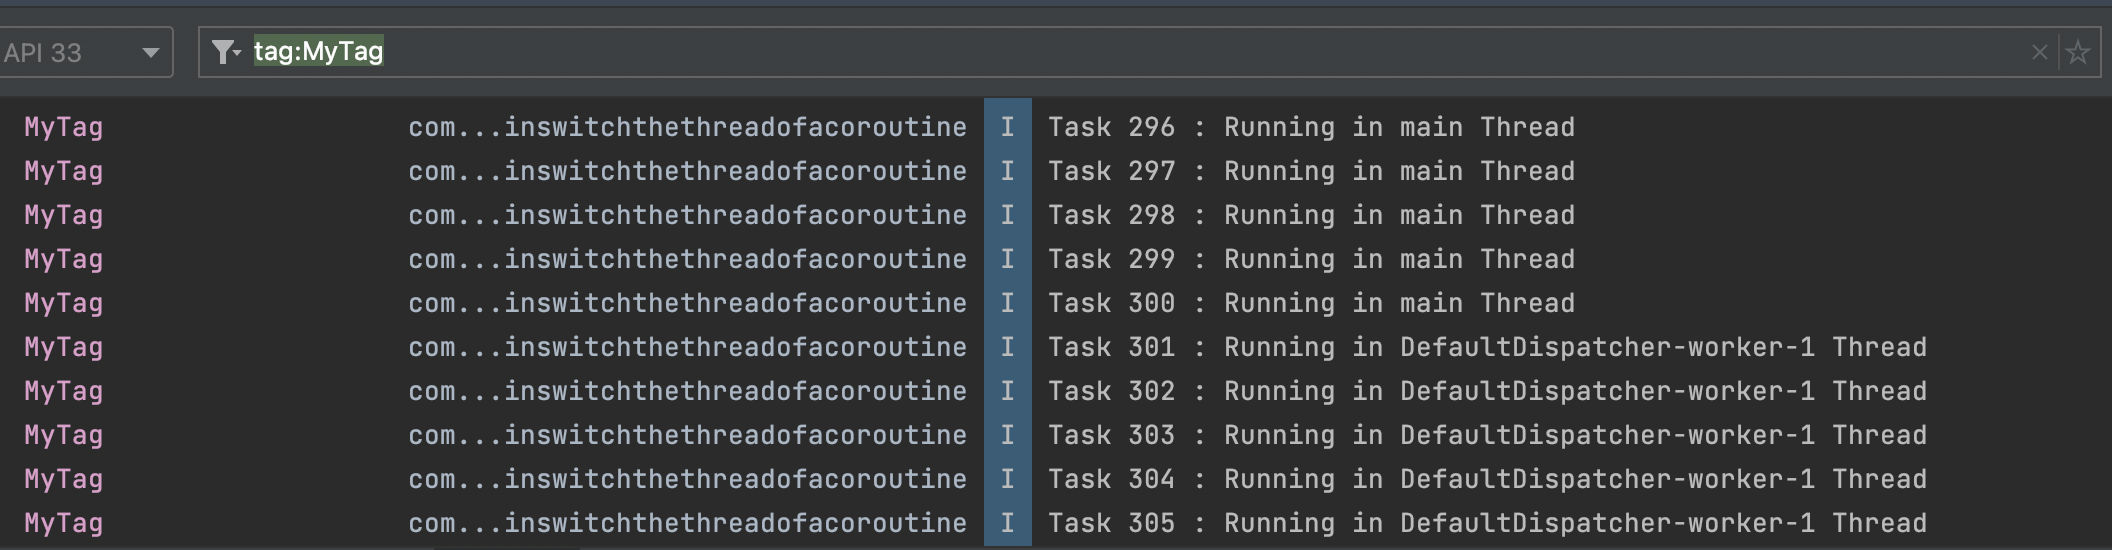 API 33 tag:MyTag
MyTag com...inswitchthethreadofacoroutine I Task 296 : Running in main Thread
MyTag com...inswitchthethreadofacoroutine I Task 297 : Running in main Thread
MyTag com...inswitchthethreadofacoroutine I Task 298 : Running in main Thread
MyTag com...inswitchthethreadofacoroutine I Task 299 : Running in main Thread
MyTag com...inswitchthethreadofacoroutine I Task 300 : Running in main Thread
MyTag com...inswitchthethreadofacoroutine I Task 301 : Running in DefaultDispatcher-worker-1 Thread
MyTag com...inswitchthethreadofacoroutine I Task 302 : Running in DefaultDispatcher-worker-1 Thread
MyTag com...inswitchthethreadofacoroutine I Task 303 : Running in DefaultDispatcher-worker-1 Thread
MyTag com...inswitchthethreadofacoroutine I Task 304 : Running in DefaultDispatcher-worker-1 Thread
MyTag com...inswitchthethreadofacoroutine I Task 305 : Running in DefaultDispatcher-worker-1 Thread